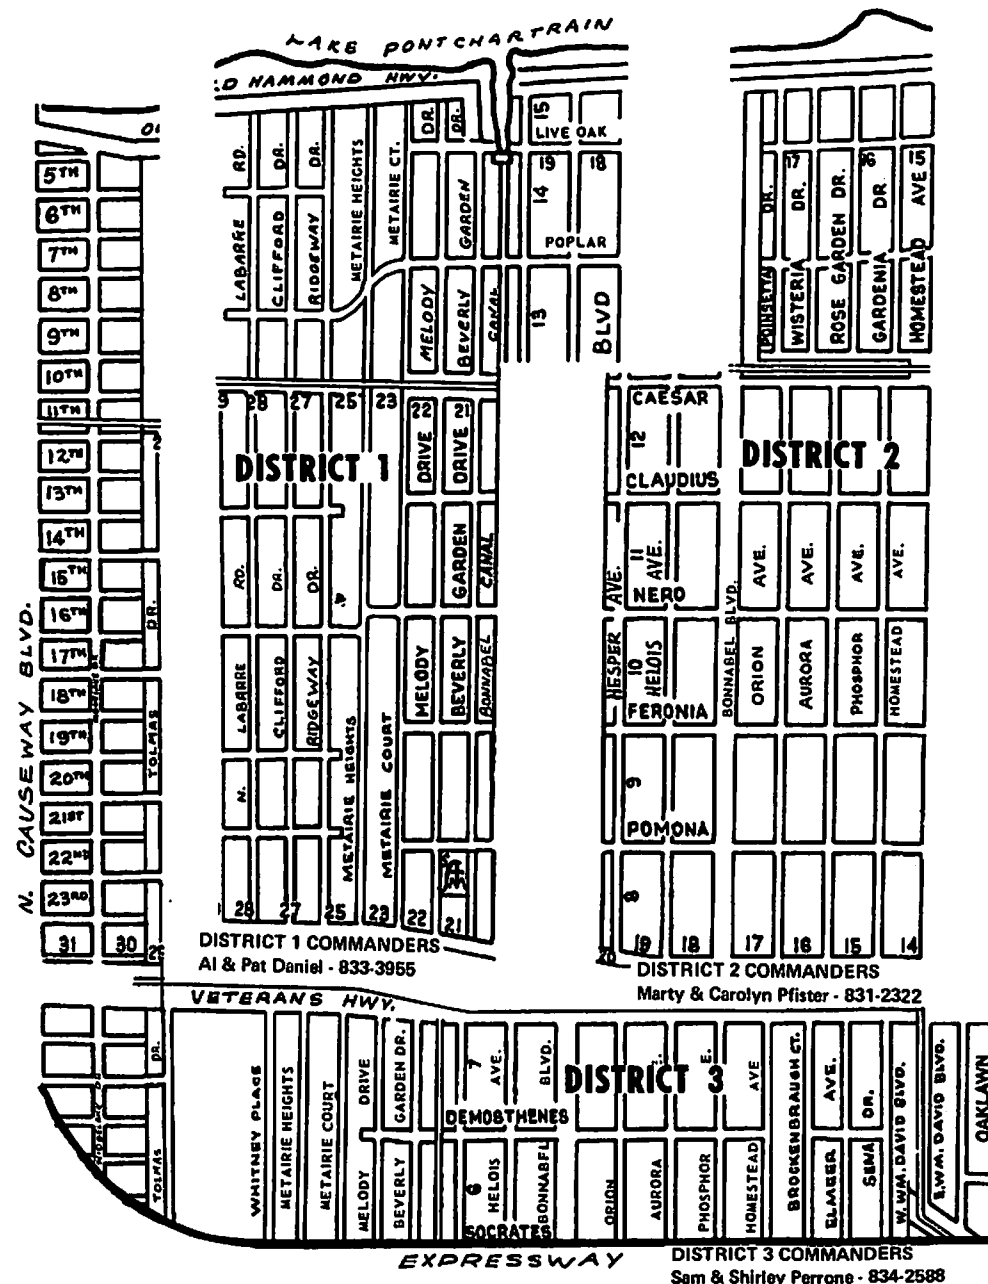 LAKE PONTCHARTRAIN
LD HAMMOND HWY.
5TH
6TH
7TH
8TH
9TH
10TH
11TH
12TH
13TH
14TH
15TH
16TH
17TH
18TH
19TH
20TH
21ST
22ND
23RD
31 30
N. CAUSEWAY BLVD.
DR.
TOLMAS
LABARRE RD.
CLIFFORD DR.
RIDGEWAY DR.
METAIRIE HEIGHTS
METAIRIE CT.
MELODY DR.
BEVERLY GARDEN DR.
CANAL
15
LIVE OAK
19 18
14
POPLAR
13
BLVD
POINSETTIA DR.
17
WISTERIA DR.
ROSE GARDEN DR.
16
GARDENIA DR.
15
HOMESTEAD AVE
28 27 25 23 22 21
DISTRICT 1
DRIVE
DRIVE
N. LABARRE RD.
CLIFFORD DR.
RIDGEWAY DR.
METAIRIE HEIGHTS
METAIRIE COURT
MELODY
BEVERLY GARDEN
BONNABEL CANAL
28 27 25 23 22 21
DISTRICT 1 COMMANDERS
Al & Pat Daniel - 833-3955
CAESAR
12
CLAUDIUS
DISTRICT 2
HESPER AVE.
11
AVE.
NERO
10
HELOIS
FERONIA
BONNABEL BLVD.
ORION AVE.
AURORA AVE.
PHOSPHOR AVE.
HOMESTEAD AVE.
9
POMONA
8
20 19 18 17 16 15 14
DISTRICT 2 COMMANDERS
Marty & Carolyn Pfister - 831-2322
VETERANS HWY.
TOLMAS DR.
WHITNEY PLACE
METAIRIE HEIGHTS
METAIRIE COURT
MELODY DRIVE
BEVERLY GARDEN DR.
7
HELOIS AVE.
BONNABEL BLVD.
DISTRICT 3
DEMOSTHENES
6
SOCRATES
ORION
AURORA
PHOSPHOR E.
HOMESTEAD AVE
BROCKENBRAUGH CT.
ELMEER AVE.
SENA DR.
W. WM. DAVID BLVD.
E. WM. DAVID BLVD.
OAKLAWN
EXPRESSWAY
DISTRICT 3 COMMANDERS
Sam & Shirley Perrone - 834-2588